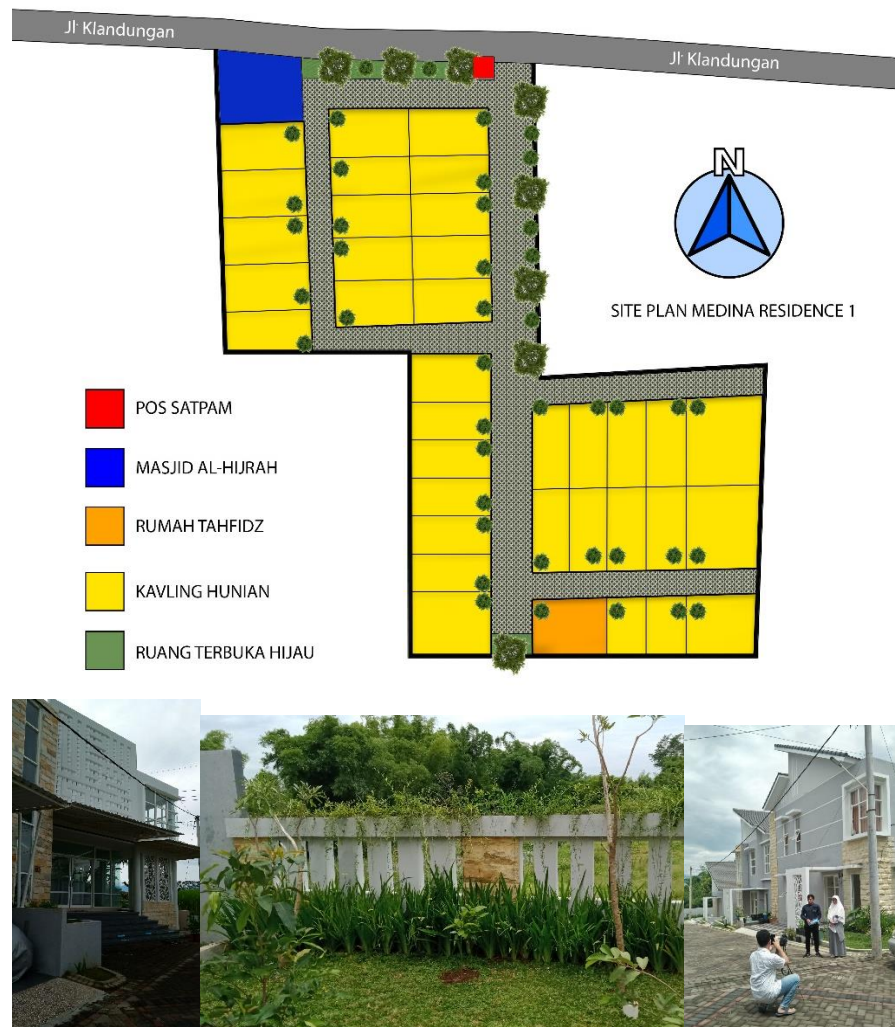 Jl· Klandungan
Jl· Klandungan
N
SITE PLAN MEDINA RESIDENCE 1
POS SATPAM
MASJID AL-HIJRAH
RUMAH TAHFIDZ
KAVLING HUNIAN
RUANG TERBUKA HIJAU